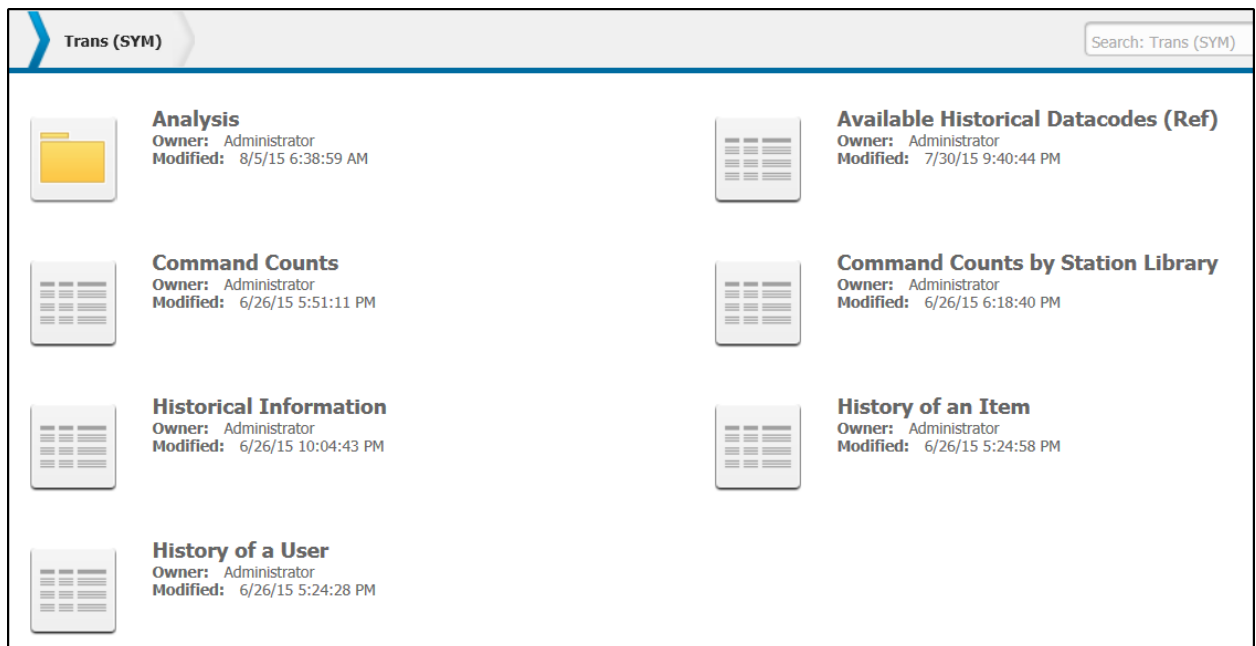 Trans (SYM)
Search: Trans (SYM)
Analysis
Owner: Administrator
Modified: 8/5/15 6:38:59 AM
Available Historical Datacodes (Ref)
Owner: Administrator
Modified: 7/30/15 9:40:44 PM
Command Counts
Owner: Administrator
Modified: 6/26/15 5:51:11 PM
Command Counts by Station Library
Owner: Administrator
Modified: 6/26/15 6:18:40 PM
Historical Information
Owner: Administrator
Modified: 6/26/15 10:04:43 PM
History of an Item
Owner: Administrator
Modified: 6/26/15 5:24:58 PM
History of a User
Owner: Administrator
Modified: 6/26/15 5:24:28 PM